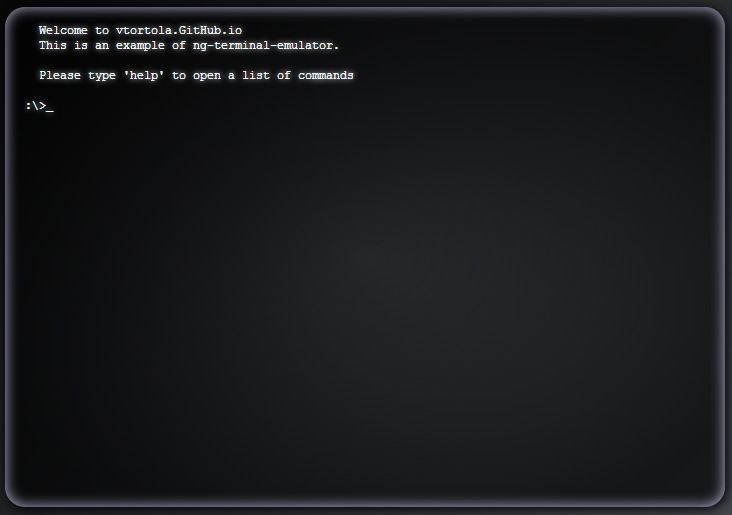 Welcome to vtortola.GitHub.io
This is an example of ng-terminal-emulator.
Please type 'help' to open a list of commands
:\>_